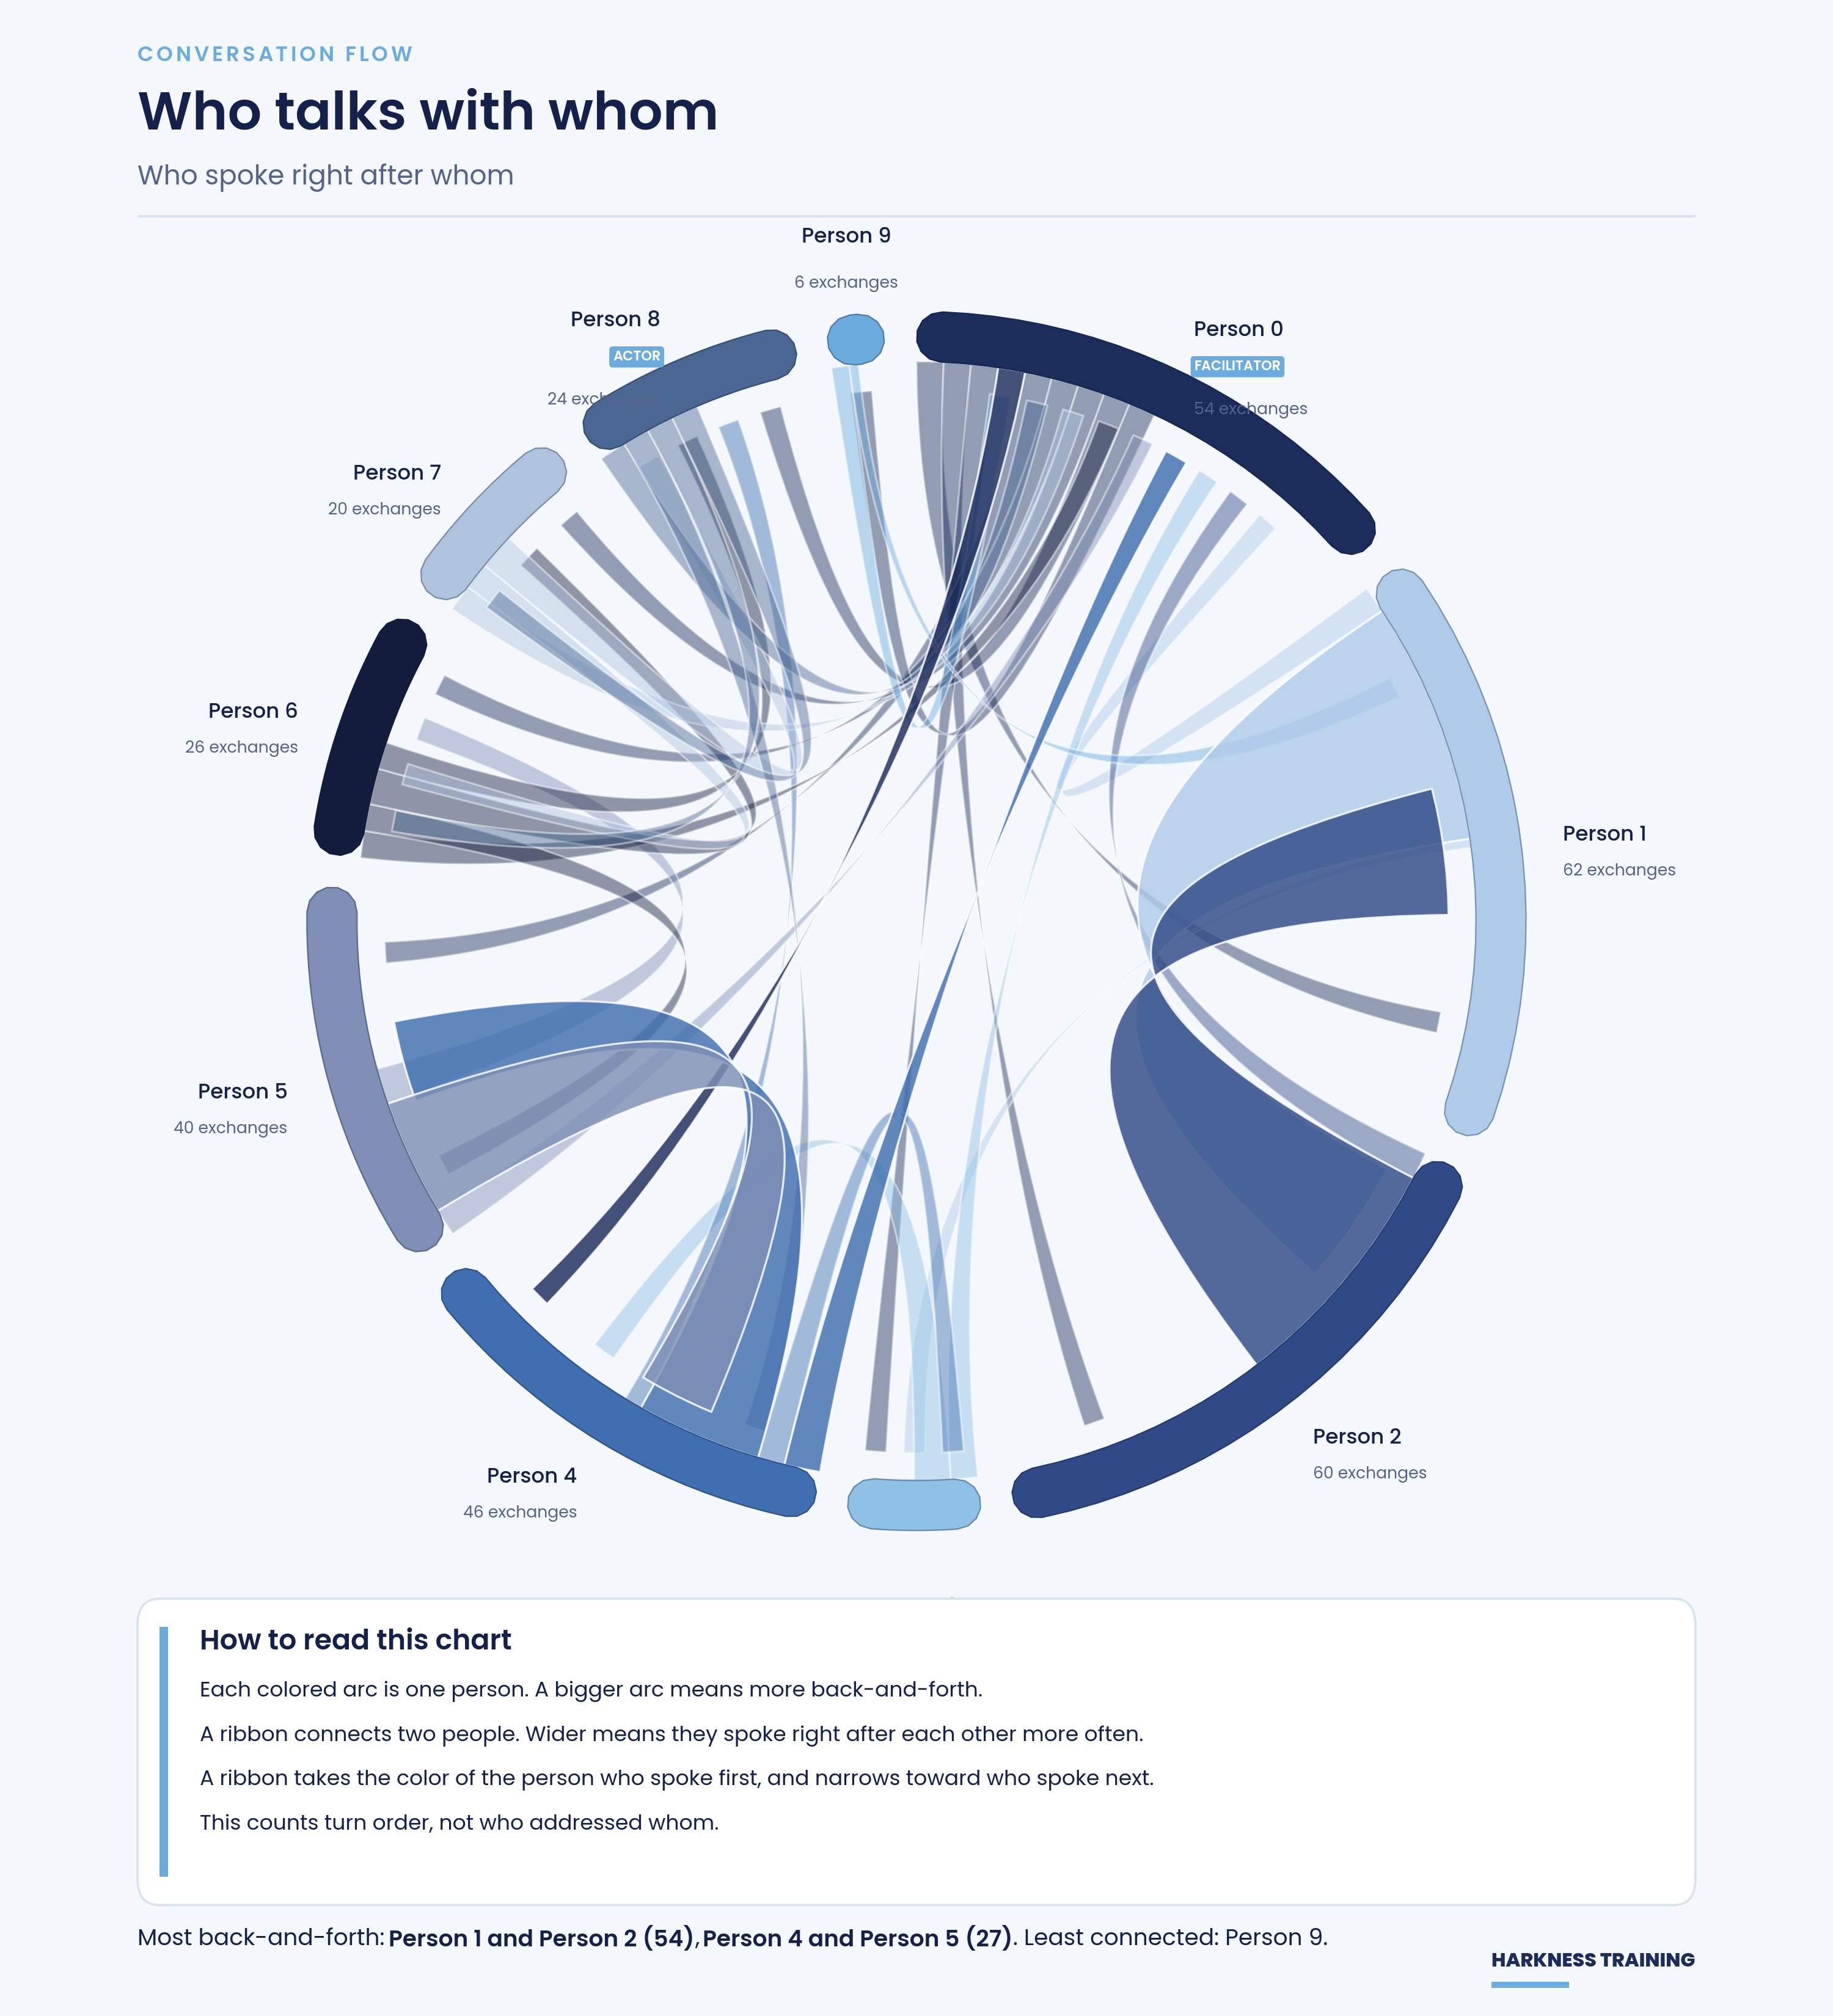 CONVERSATION FLOW
Who talks with whom
Who spoke right after whom
Person 9
6 exchanges
Person 8
ACTOR
24 exchanges
Person 0
FACILITATOR
54 exchanges
Person 7
20 exchanges
Person 6
26 exchanges
Person 1
62 exchanges
Person 5
40 exchanges
Person 2
60 exchanges
Person 4
46 exchanges
How to read this chart
Each colored arc is one person. A bigger arc means more back-and-forth.
A ribbon connects two people. Wider means they spoke right after each other more often.
A ribbon takes the color of the person who spoke first, and narrows toward who spoke next.
This counts turn order, not who addressed whom.
Most back-and-forth: Person 1 and Person 2 (54), Person 4 and Person 5 (27). Least connected: Person 9.
HARKNESS TRAINING